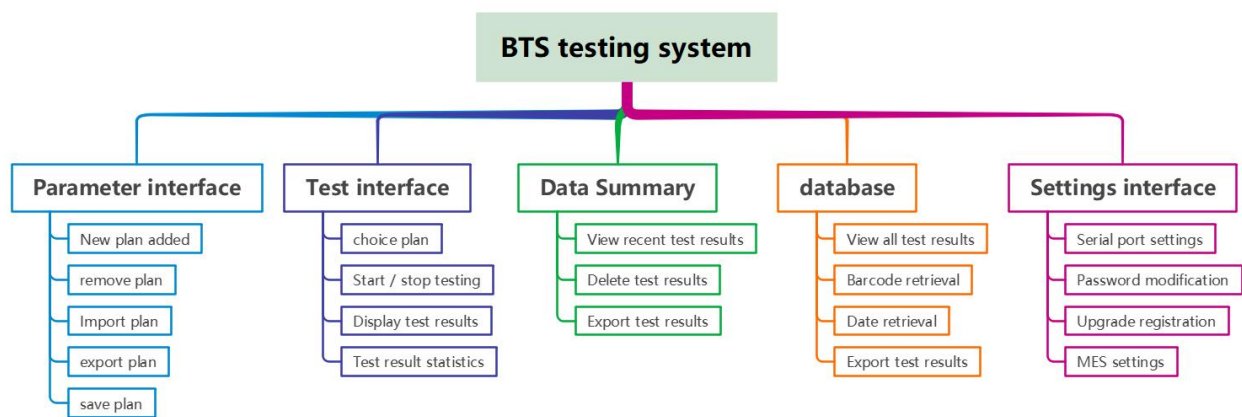 BTS testing system
Parameter interface
New plan added
remove plan
Import plan
export plan
save plan
Test interface
choice plan
Start / stop testing
Display test results
Test result statistics
Data Summary
View recent test results
Delete test results
Export test results
database
View all test results
Barcode retrieval
Date retrieval
Export test results
Settings interface
Serial port settings
Password modification
Upgrade registration
MES settings